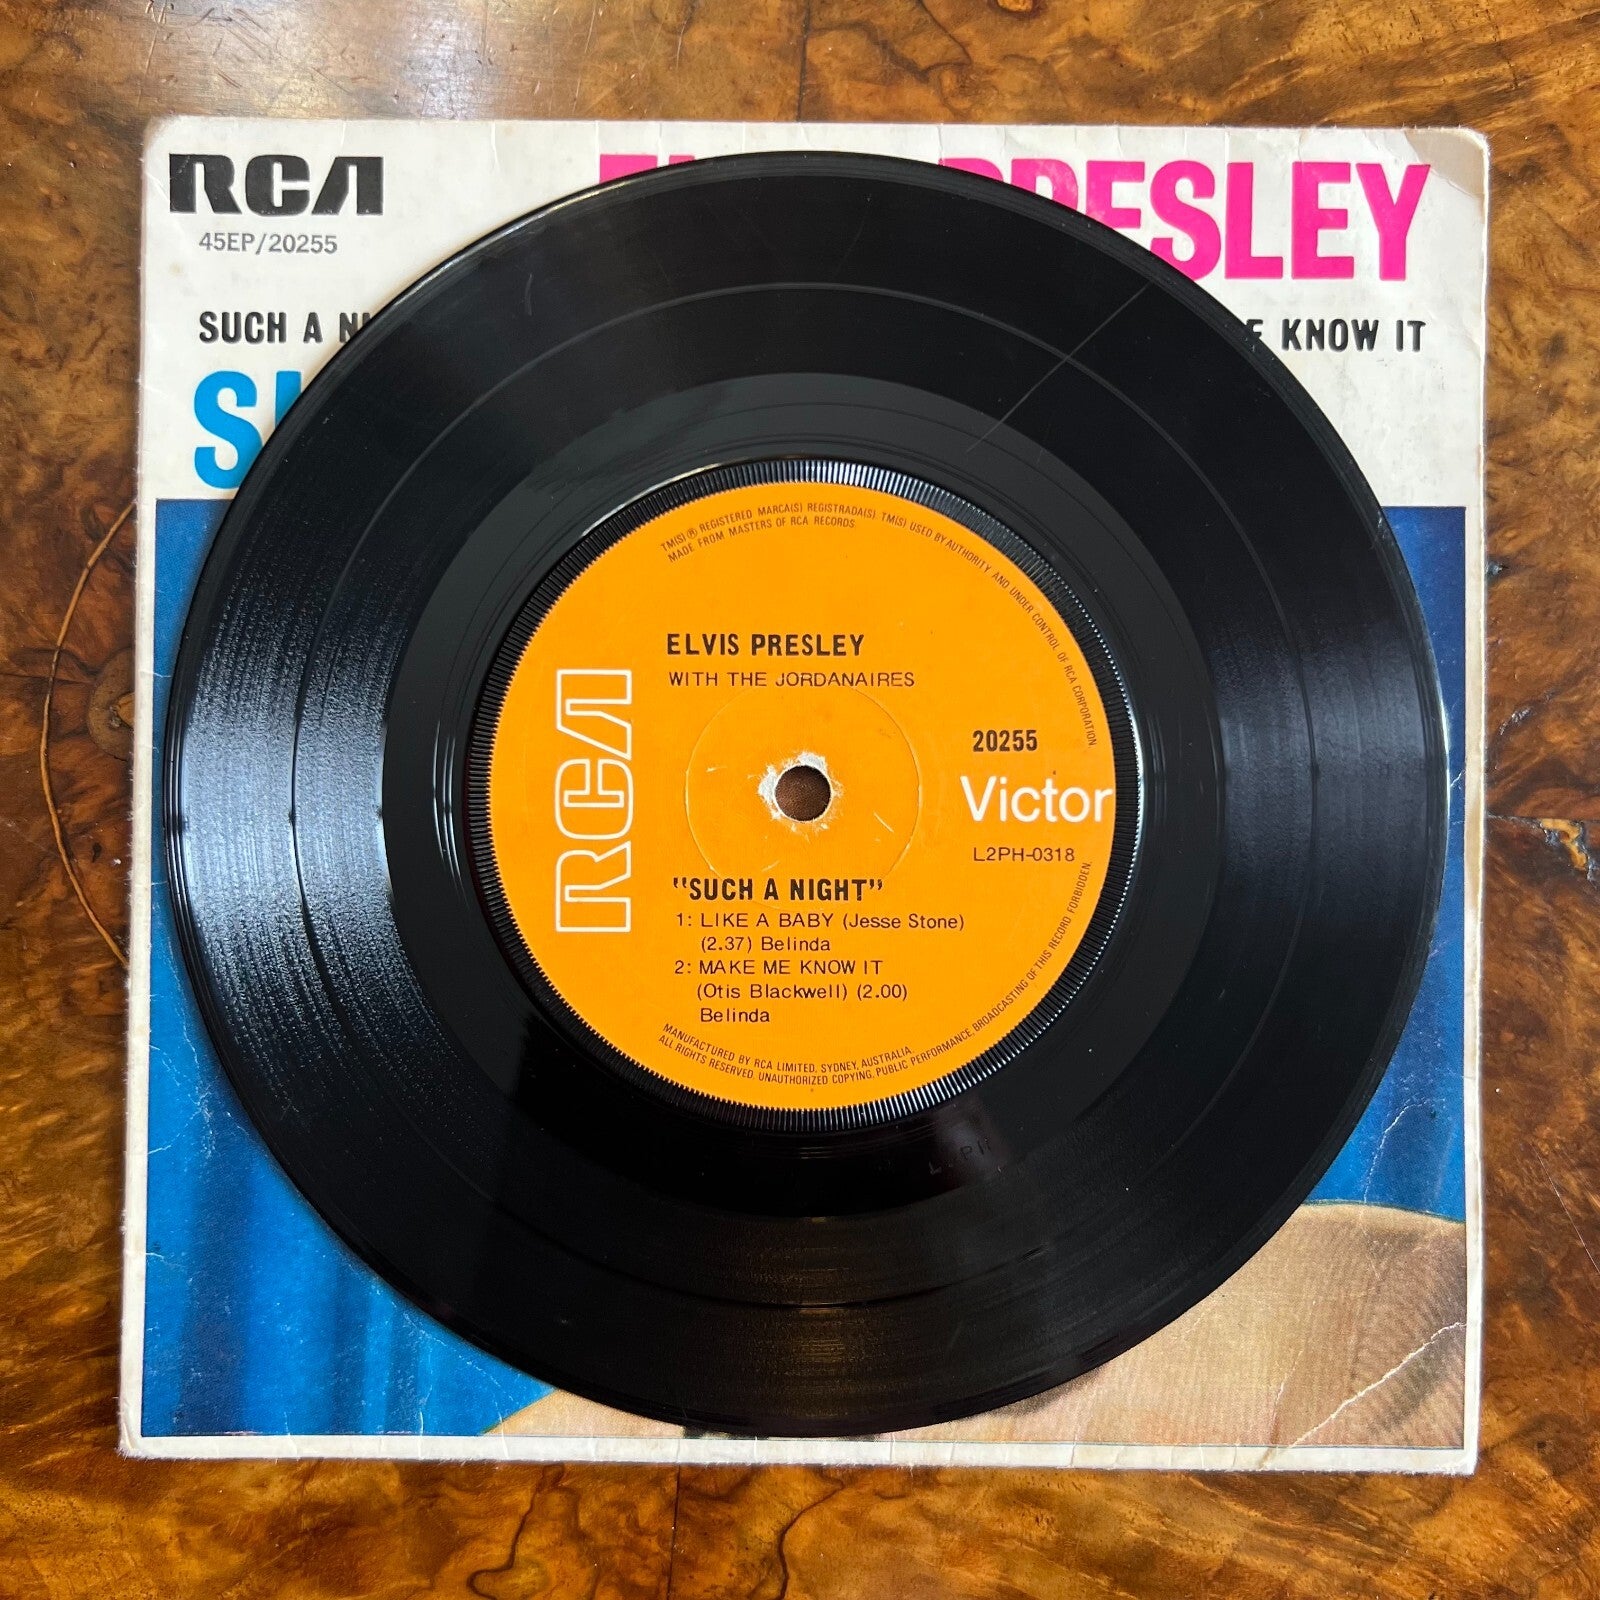 RCA
PRESLEY
45EP/20255
SUCH A
KNOW IT
TM(S) ® REGISTERED MARCA(S) REGISTRADA(S). TM(S) USED BY AUTHORITY AND UNDER CONTROL OF RCA CORPORATION
MADE FROM MASTERS OF RCA RECORDS.
ELVIS PRESLEY
WITH THE JORDANAIRES
RCA
20255
Victor
L2PH-0318
"SUCH A NIGHT"
1: LIKE A BABY (Jesse Stone)
(2.37) Belinda
2: MAKE ME KNOW IT
(Otis Blackwell) (2.00)
Belinda
MANUFACTURED BY RCA LIMITED, SYDNEY, AUSTRALIA
ALL RIGHTS RESERVED. UNAUTHORIZED COPYING, PUBLIC PERFORMANCE, BROADCASTING OF THIS RECORD FORBIDDEN.